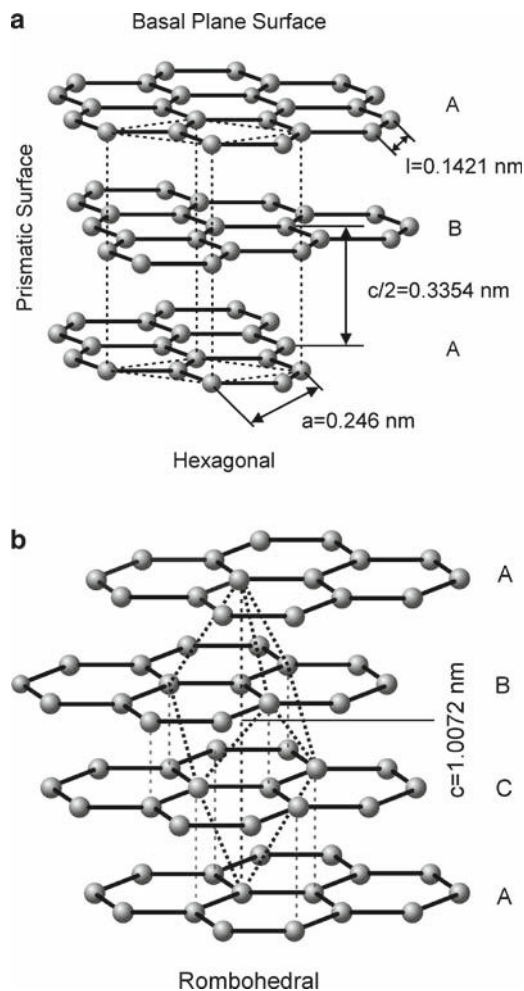 a
Basal Plane Surface
A
l=0.1421 nm
Prismatic Surface
B
c/2=0.3354 nm
A
a=0.246 nm
Hexagonal
b
A
B
c=1.0072 nm
C
A
Rombohedral